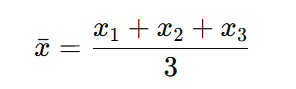 x̄ = (x₁ + x₂ + x₃) / 3